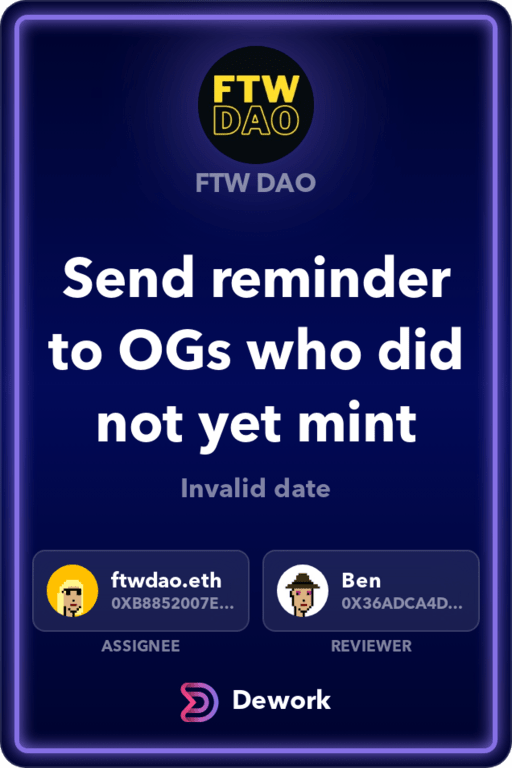 FTW
DAO
FTW DAO
Send reminder
to OGs who did
not yet mint
Invalid date
ftwdao.eth
0XB8852007E...
Ben
0X36ADCA4D...
ASSIGNEE
REVIEWER
Dework